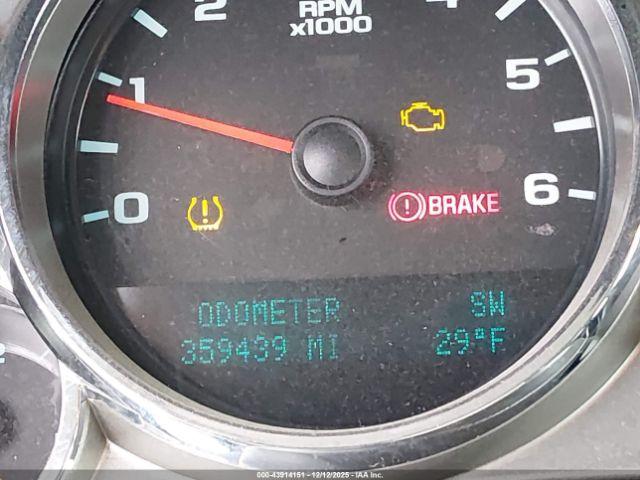 2 RPM 4
x1000
1 5
0 BRAKE 6
ODOMETER SW
359439 MI 29°F
000-43914151 - 12/12/2025 - IAA Inc.